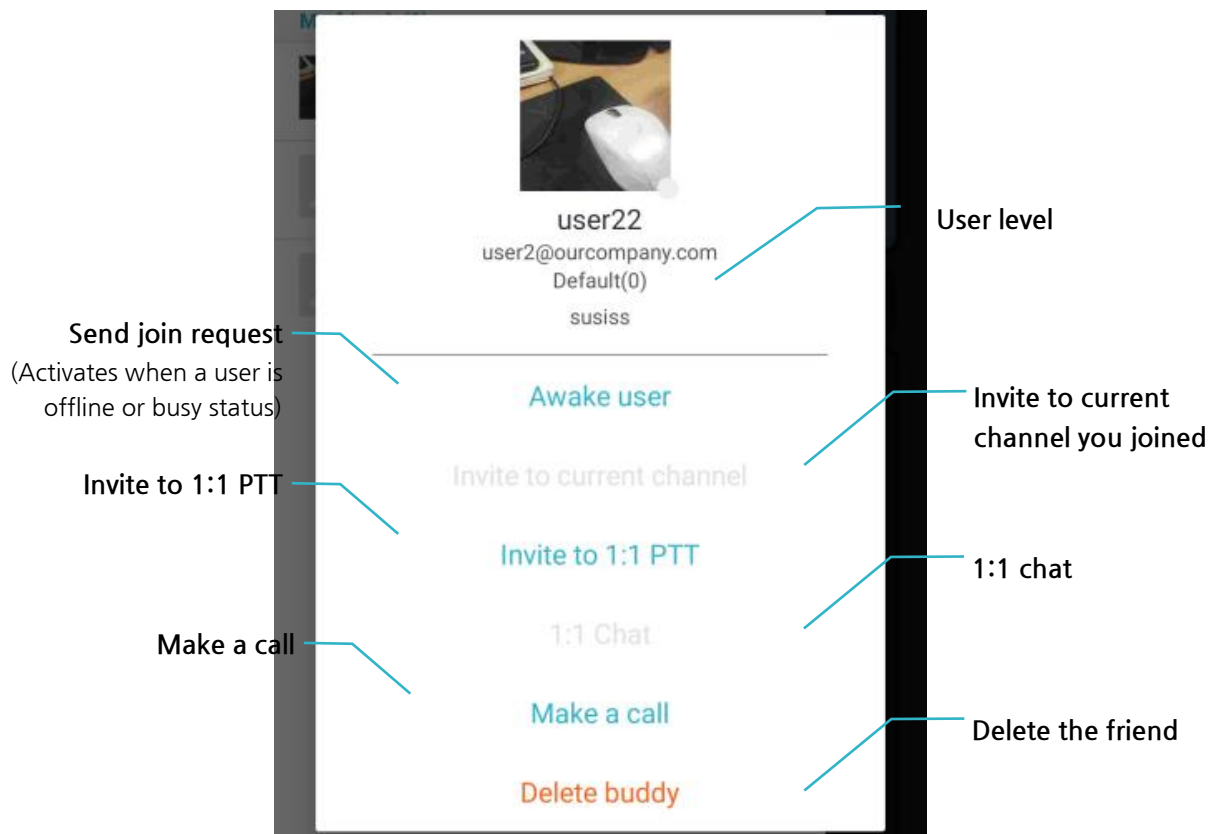 user22
user2@ourcompany.com
Default(0)
susiss
User level
Send join request
(Activates when a user is
offline or busy status)
Awake user
Invite to current
channel you joined
Invite to current channel
Invite to 1:1 PTT
Invite to 1:1 PTT
1:1 chat
1:1 Chat
Make a call
Make a call
Delete the friend
Delete buddy